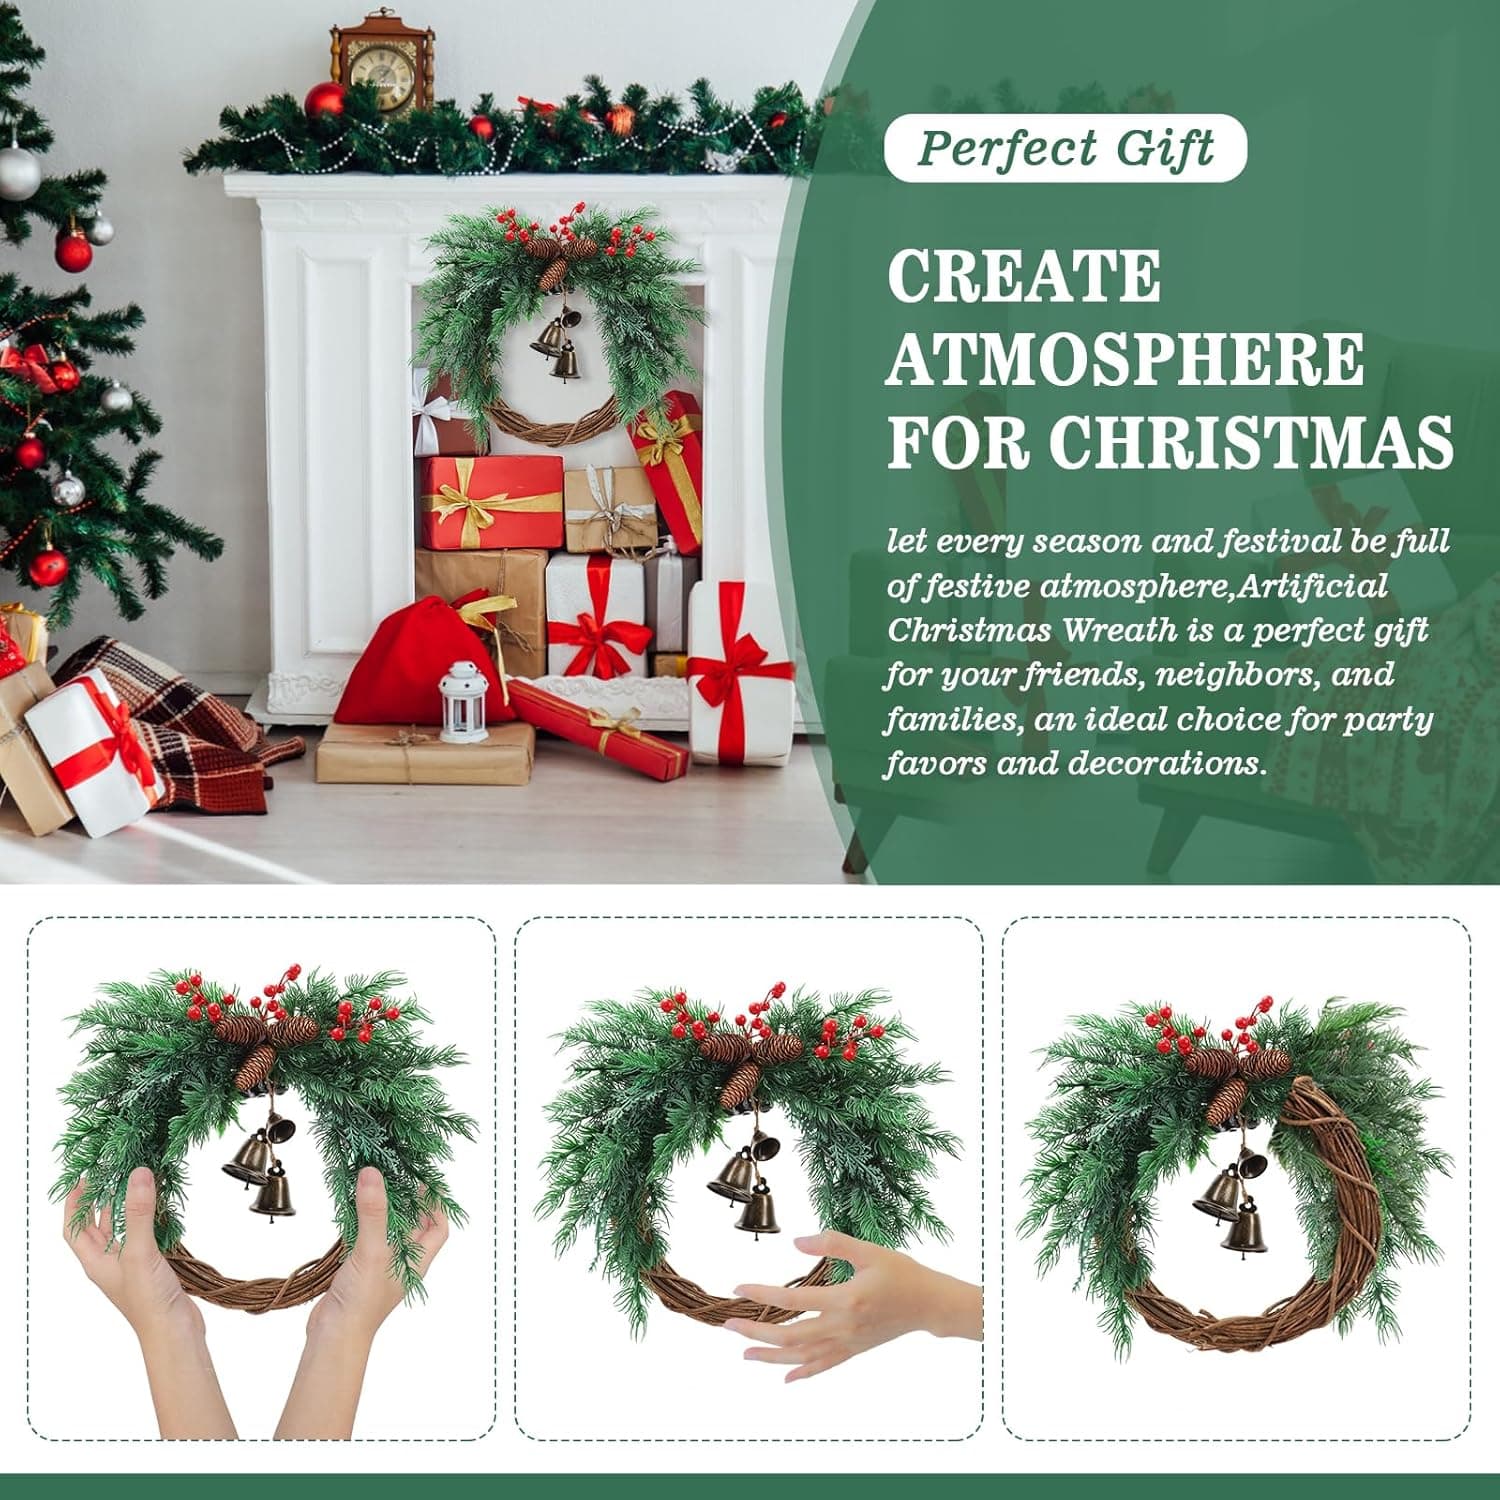 Perfect Gift
CREATE
ATMOSPHERE
FOR CHRISTMAS
let every season and festival be full
of festive atmosphere,Artificial
Christmas Wreath is a perfect gift
for your friends, neighbors, and
families, an ideal choice for party
favors and decorations.